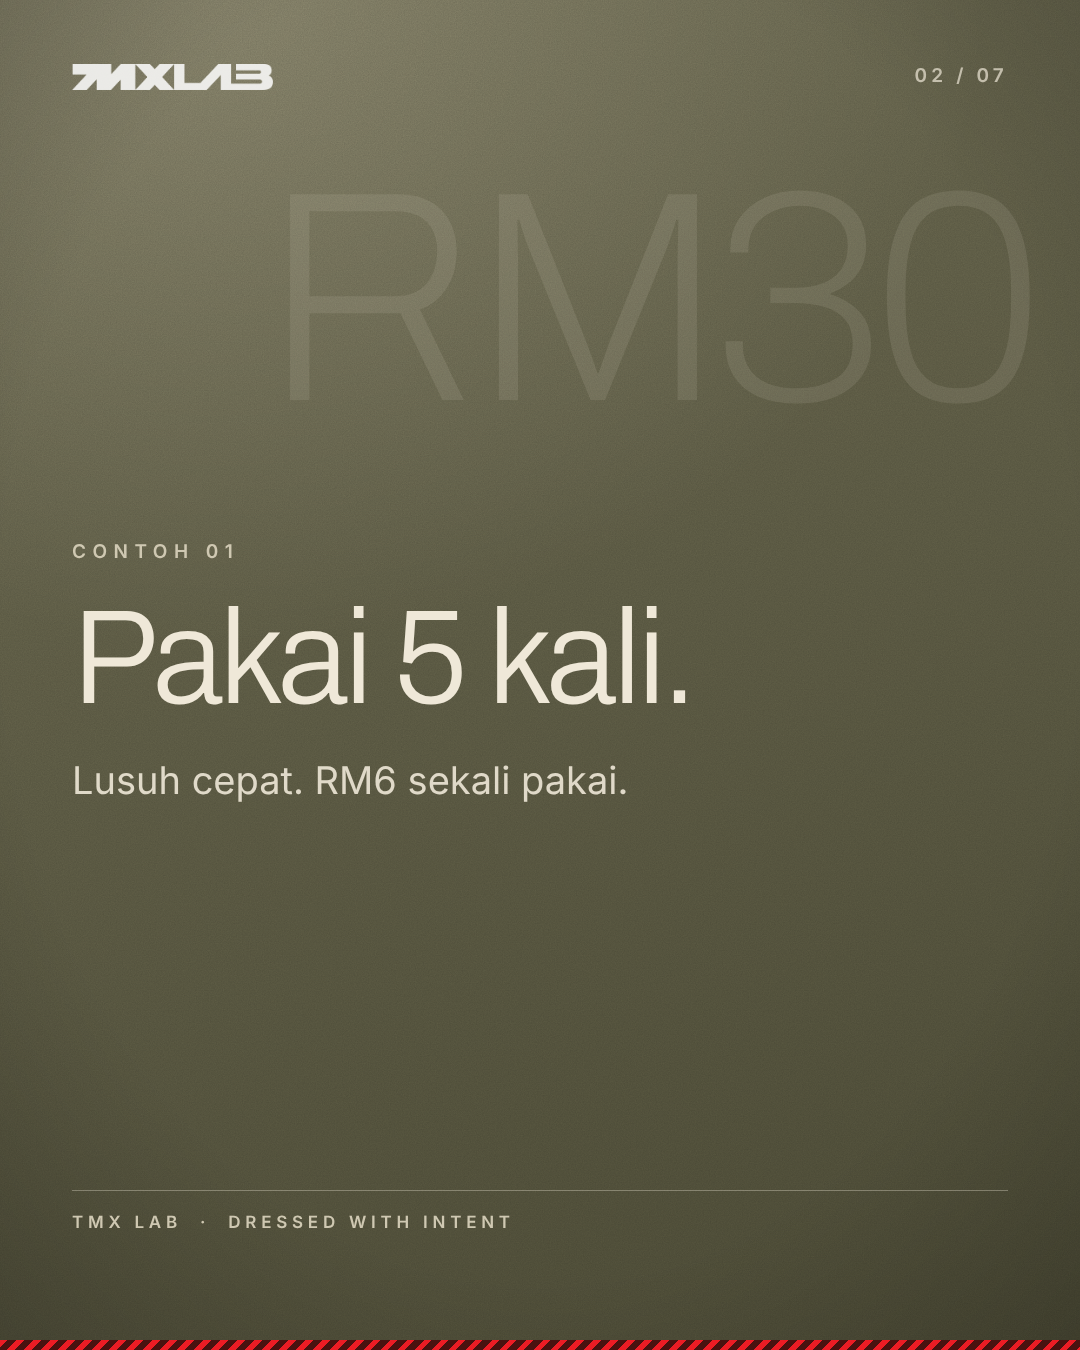 TMXLAB
02 / 07
RM30
CONTOH 01
Pakai 5 kali.
Lusuh cepat. RM6 sekali pakai.
TMX LAB · DRESSED WITH INTENT